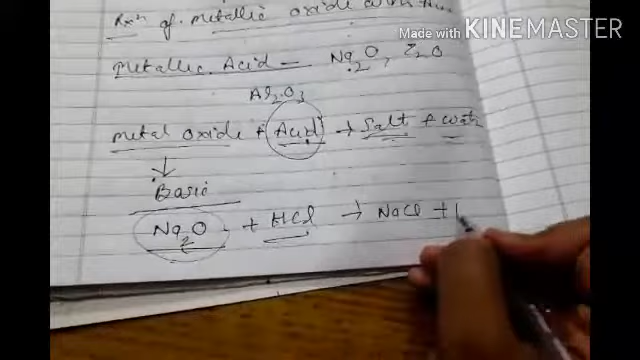 Made with
KINEMASTER
Rxn of metallic oxide with
Metallic Acid – Na2O, Z2O
Al2O3
metal oxide + Acid → Salt + water
↓
Basic
Na2O + HCl → NaCl +